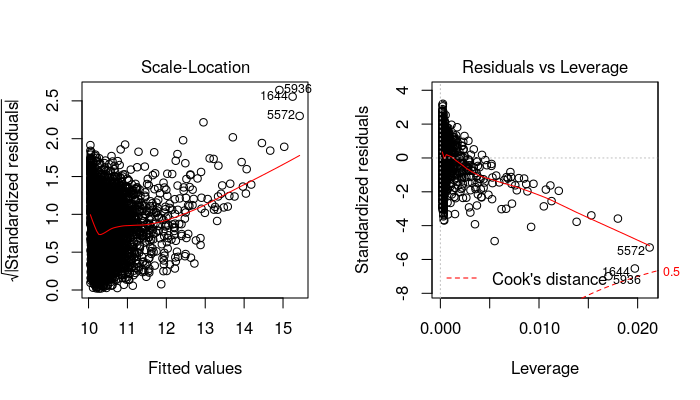 Scale-Location
√|Standardized residuals|
0.0 0.5 1.0 1.5 2.0 2.5
5936
1644
5572
10 11 12 13 14 15
Fitted values
Residuals vs Leverage
Standardized residuals
-8 -6 -4 -2 0 2 4
5572
1644
5936
Cook's distance
0.5
0.000 0.010 0.020
Leverage